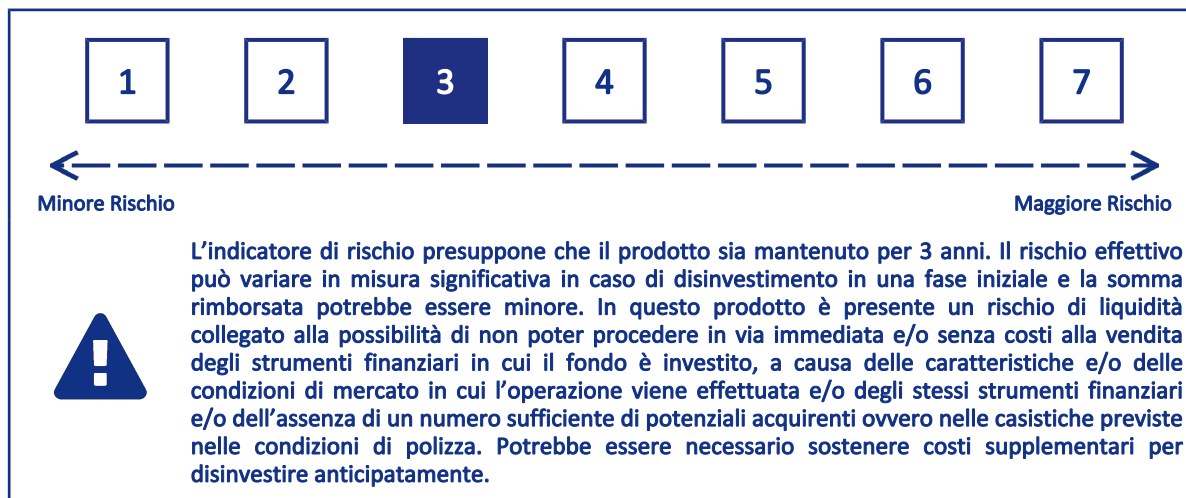 1 2 3 4 5 6 7
Minore Rischio Maggiore Rischio
L'indicatore di rischio presuppone che il prodotto sia mantenuto per 3 anni. Il rischio effettivo
può variare in misura significativa in caso di disinvestimento in una fase iniziale e la somma
rimborsata potrebbe essere minore. In questo prodotto è presente un rischio di liquidità
collegato alla possibilità di non poter procedere in via immediata e/o senza costi alla vendita
degli strumenti finanziari in cui il fondo è investito, a causa delle caratteristiche e/o delle
condizioni di mercato in cui l'operazione viene effettuata e/o degli stessi strumenti finanziari
e/o dell'assenza di un numero sufficiente di potenziali acquirenti ovvero nelle casistiche previste
nelle condizioni di polizza. Potrebbe essere necessario sostenere costi supplementari per
disinvestire anticipatamente.